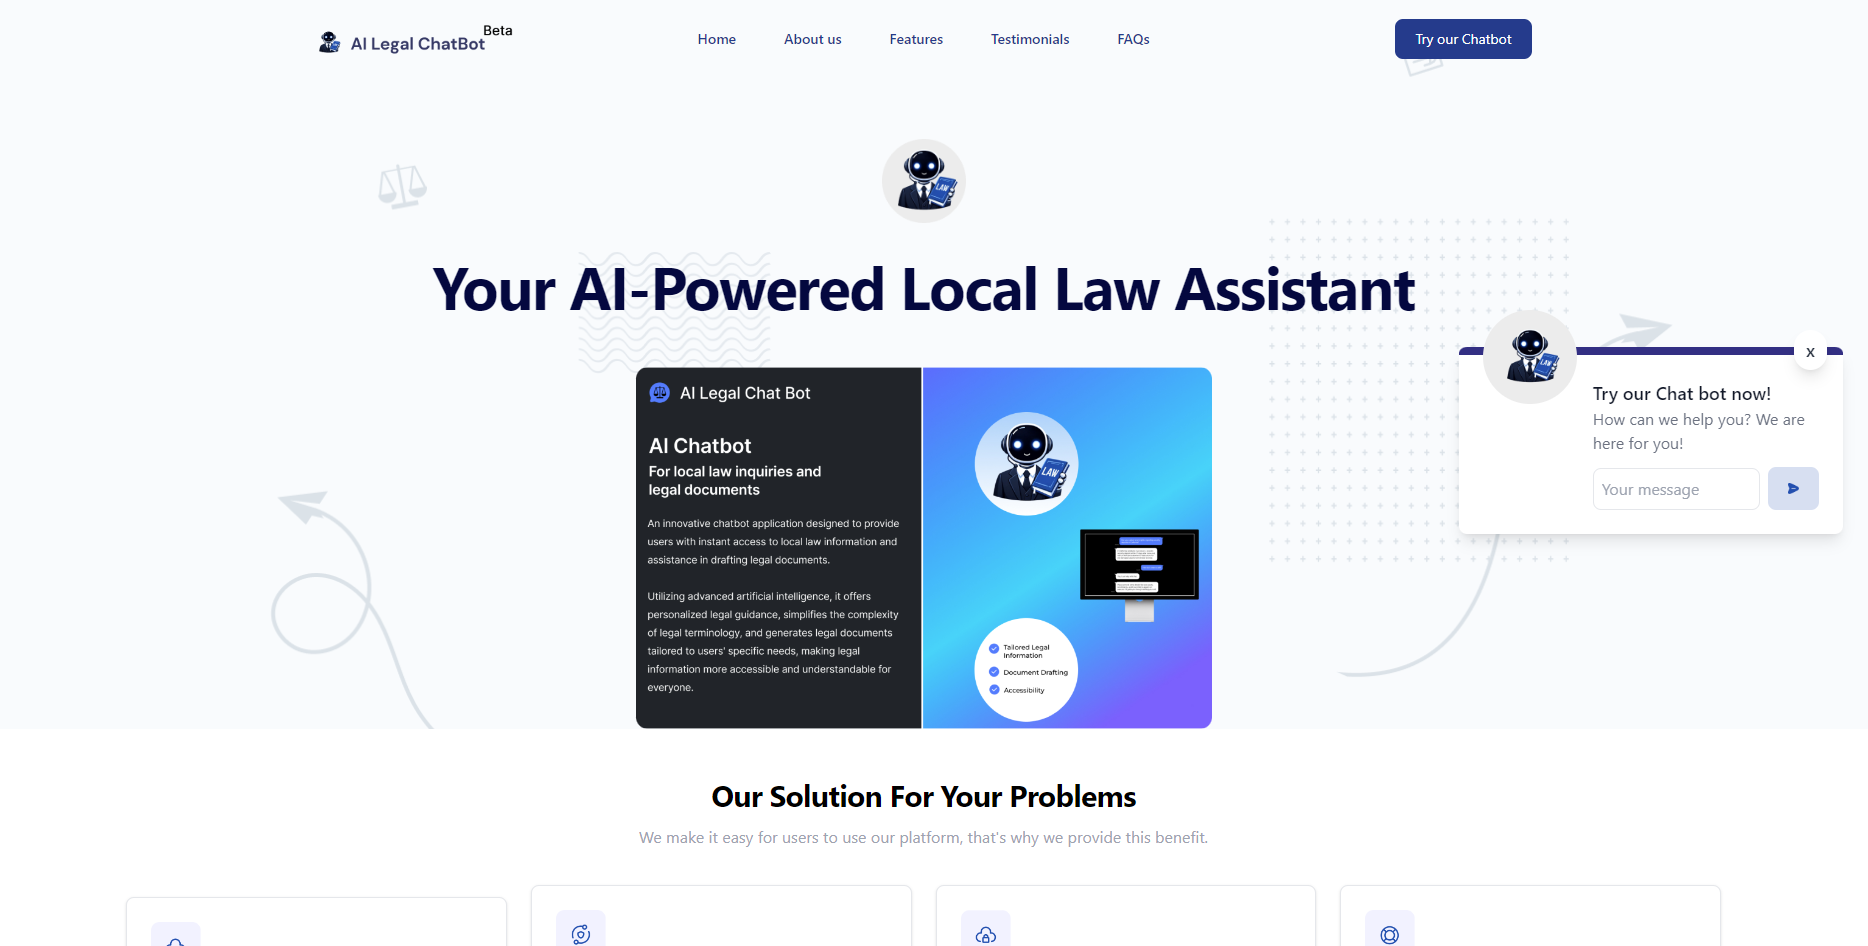 AI Legal ChatBot Beta
Home
About us
Features
Testimonials
FAQs
Try our Chatbot
LAW
Your AI-Powered Local Law Assistant
AI Legal Chat Bot
AI Chatbot
For local law inquiries and
legal documents
An innovative chatbot application designed to provide
users with instant access to local law information and
assistance in drafting legal documents.
Utilizing advanced artificial intelligence, it offers
personalized legal guidance, simplifies the complexity
of legal terminology, and generates legal documents
tailored to users' specific needs, making legal
information more accessible and understandable for
everyone.
LAW
Tailored Legal
Information
Document Drafting
Accessibility
LAW
x
Try our Chat bot now!
How can we help you? We are
here for you!
Your message
Our Solution For Your Problems
We make it easy for users to use our platform, that's why we provide this benefit.